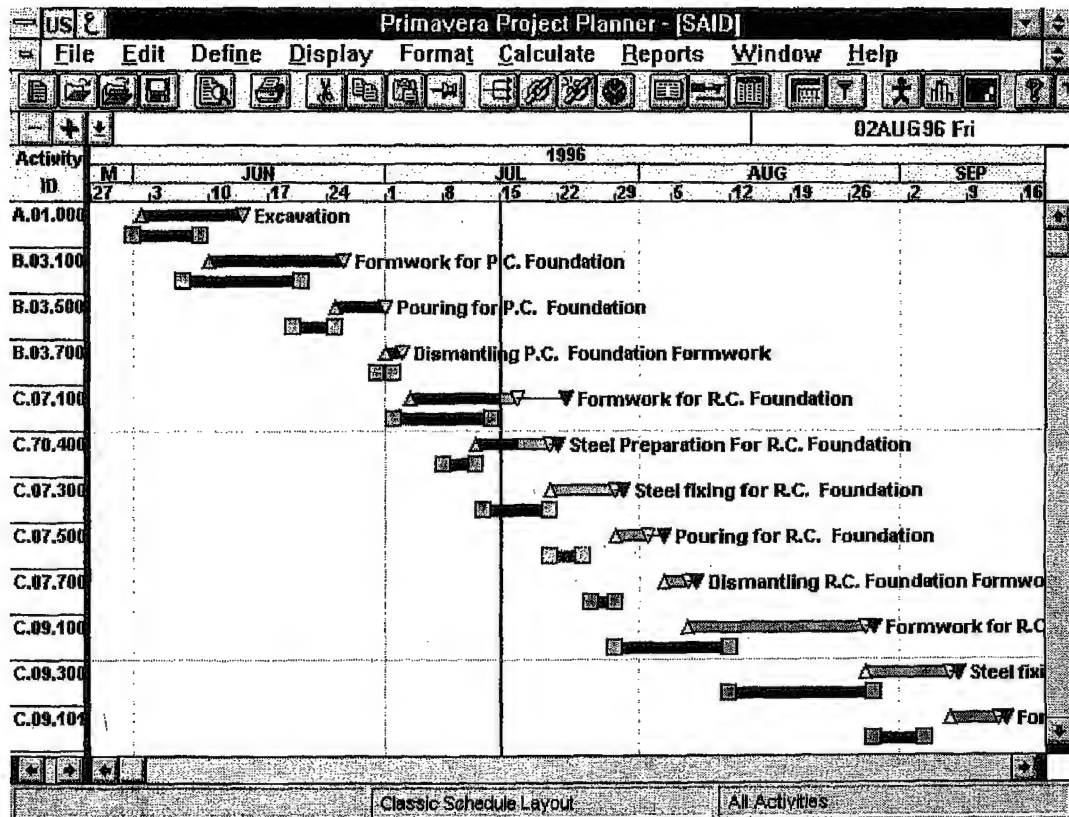 US
Primavera Project Planner - [SAID]
File Edit Define Display Format Calculate Reports Window Help
02AUG96 Fri
Activity ID
1996
M JUN JUL AUG SEP
27 3 10 17 24 1 8 15 22 29 5 12 19 26 2 9 16
A.01.000 Excavation
B.03.100 Formwork for P.C. Foundation
B.03.500 Pouring for P.C. Foundation
B.03.700 Dismantling P.C. Foundation Formwork
C.07.100 Formwork for R.C. Foundation
C.70.400 Steel Preparation For R.C. Foundation
C.07.300 Steel fixing for R.C. Foundation
C.07.500 Pouring for R.C. Foundation
C.07.700 Dismantling R.C. Foundation Formwo
C.09.100 Formwork for R.C
C.09.300 Steel fixi
C.09.101 For
Classic Schedule Layout All Activities